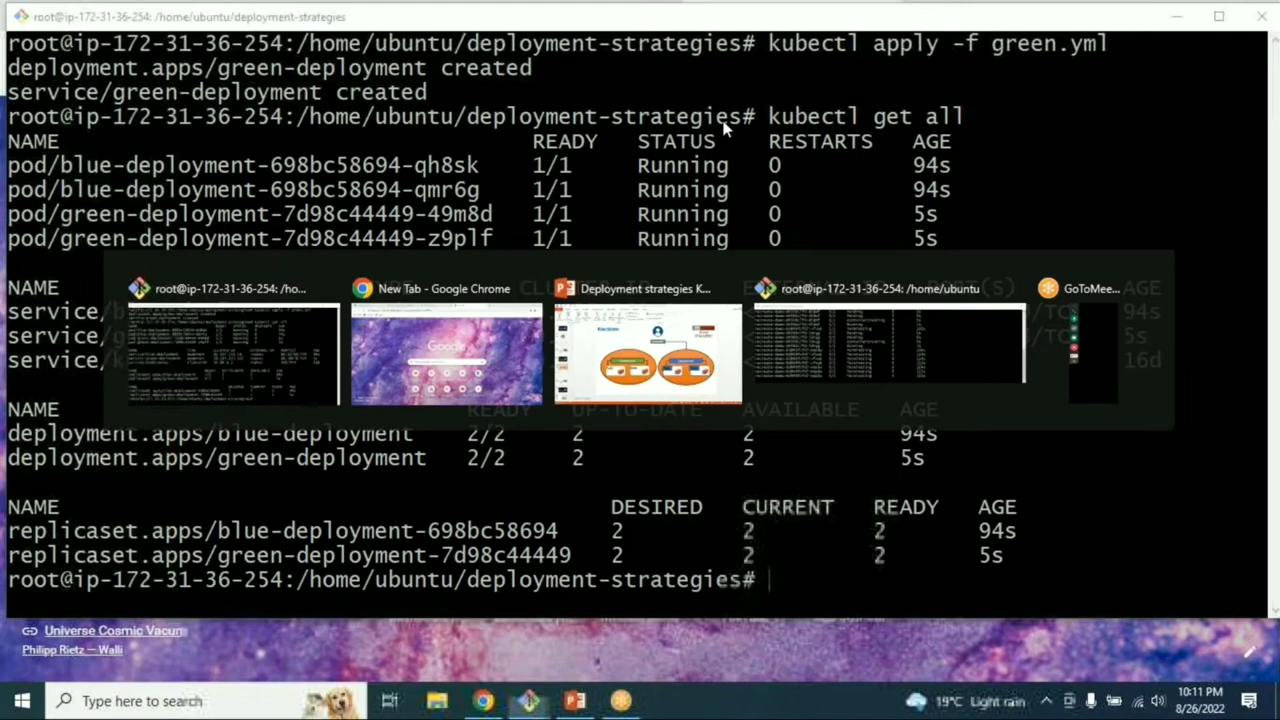 root@ip-172-31-36-254: /home/ubuntu/deployment-strategies
root@ip-172-31-36-254:/home/ubuntu/deployment-strategies# kubectl apply -f green.yml
deployment.apps/green-deployment created
service/green-deployment created
root@ip-172-31-36-254:/home/ubuntu/deployment-strategies# kubectl get all
NAME READY STATUS RESTARTS AGE
pod/blue-deployment-698bc58694-qh8sk 1/1 Running 0 94s
pod/blue-deployment-698bc58694-qmr6g 1/1 Running 0 94s
pod/green-deployment-7d98c44449-49m8d 1/1 Running 0 5s
pod/green-deployment-7d98c44449-z9plf 1/1 Running 0 5s
NAME AGE
root@ip-172-31-36-254: /ho... New Tab - Google Chrome Deployment strategies K... root@ip-172-31-36-254: /home/ubuntu GoToMee...
service/
service
service
NAME READY UP-TO-DATE AVAILABLE AGE
deployment.apps/blue-deployment 2/2 2 2 94s
deployment.apps/green-deployment 2/2 2 2 5s
NAME DESIRED CURRENT READY AGE
replicaset.apps/blue-deployment-698bc58694 2 2 2 94s
replicaset.apps/green-deployment-7d98c44449 2 2 2 5s
root@ip-172-31-36-254:/home/ubuntu/deployment-strategies#
Universe Cosmic Vacun
Philipp Rietz — Walli
Type here to search
19°C Light rain
10:11 PM
8/26/2022